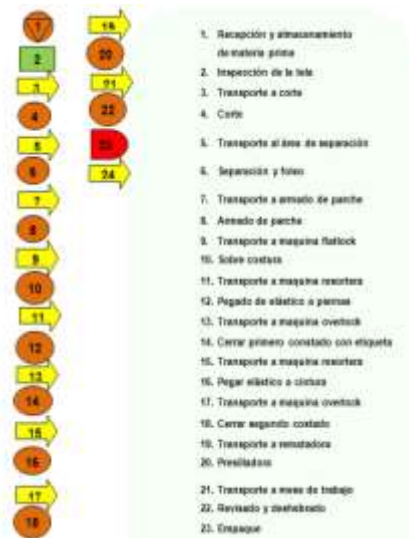 1
2
3
4
5
6
7
8
9
10
11
12
13
14
15
16
17
18
19
20
21
22
23
24
1. Recepción y almacenamiento
de materia prima
2. Inspección de la tela
3. Transporte a corte
4. Corte
5. Transporte al área de separación
6. Separación y foleo
7. Transporte a armado de parche
8. Armado de parche
9. Transporte a maquina flatlock
10. Sobre costura
11. Transporte a maquina resortera
12. Pegado de elástico a piernas
13. Transporte a maquina overlock
14. Cerrar primero constado con etiqueta
15. Transporte a maquina resortera
16. Pegar elástico a cintura
17. Transporte a maquina overlock
18. Cerrar segundo costado
19. Transporte a rematadora
20. Presilladora
21. Transporte a mesa de trabajo
22. Revisado y deshebrado
23. Empaque